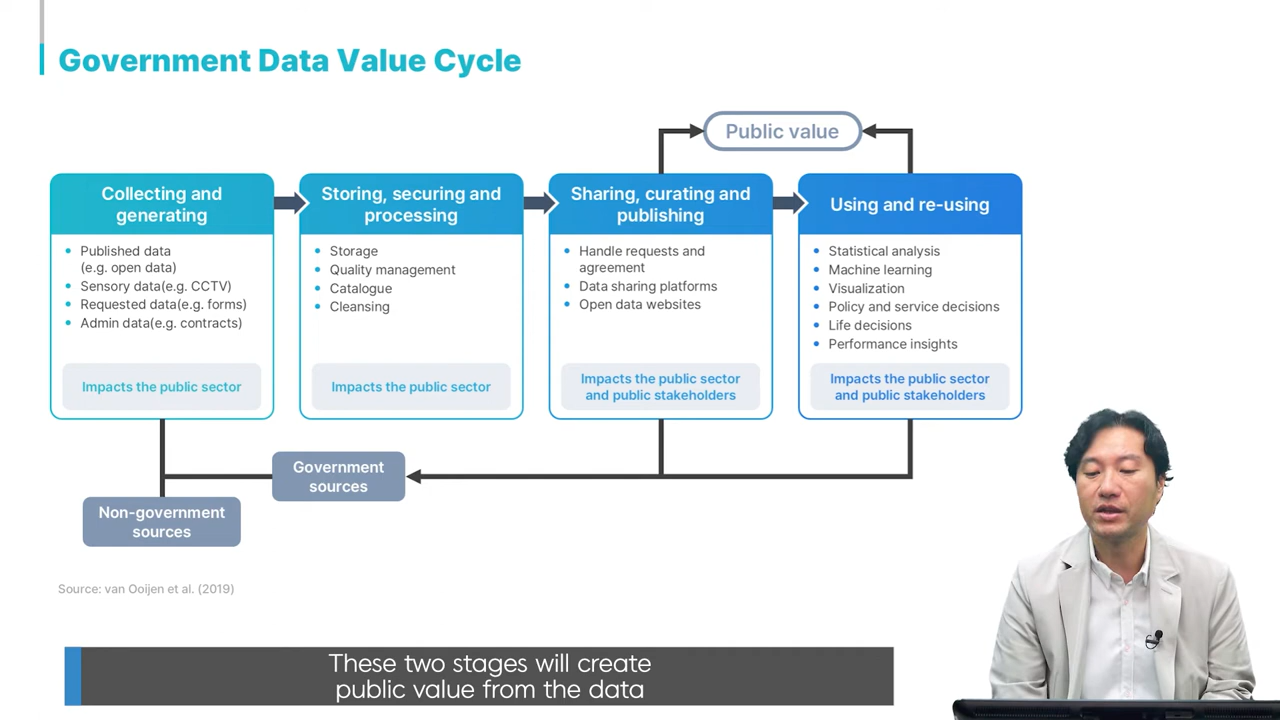 Government Data Value Cycle
Public value
Collecting and
generating
Published data
(e.g. open data)
Sensory data(e.g. CCTV)
Requested data(e.g. forms)
Admin data(e.g. contracts)
Impacts the public sector
Storing, securing and
processing
Storage
Quality management
Catalogue
Cleansing
Impacts the public sector
Sharing, curating and
publishing
Handle requests and
agreement
Data sharing platforms
Open data websites
Impacts the public sector
and public stakeholders
Using and re-using
Statistical analysis
Machine learning
Visualization
Policy and service decisions
Life decisions
Performance insights
Impacts the public sector
and public stakeholders
Government
sources
Non-government
sources
Source: van Ooijen et al. (2019)
These two stages will create
public value from the data